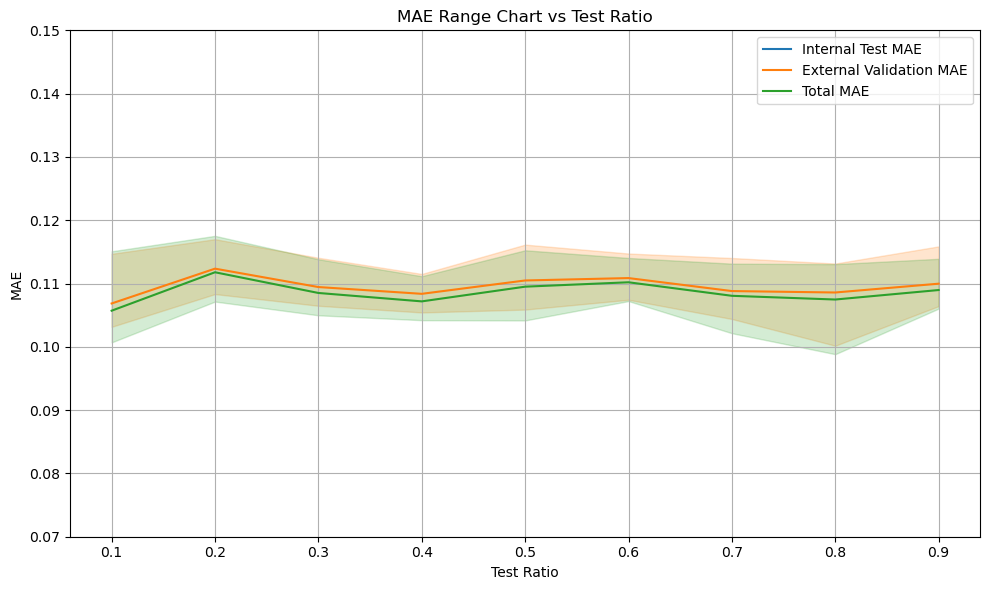 MAE Range Chart vs Test Ratio
Internal Test MAE
External Validation MAE
Total MAE
MAE
0.15
0.14
0.13
0.12
0.11
0.10
0.09
0.08
0.07
0.1 0.2 0.3 0.4 0.5 0.6 0.7 0.8 0.9
Test Ratio